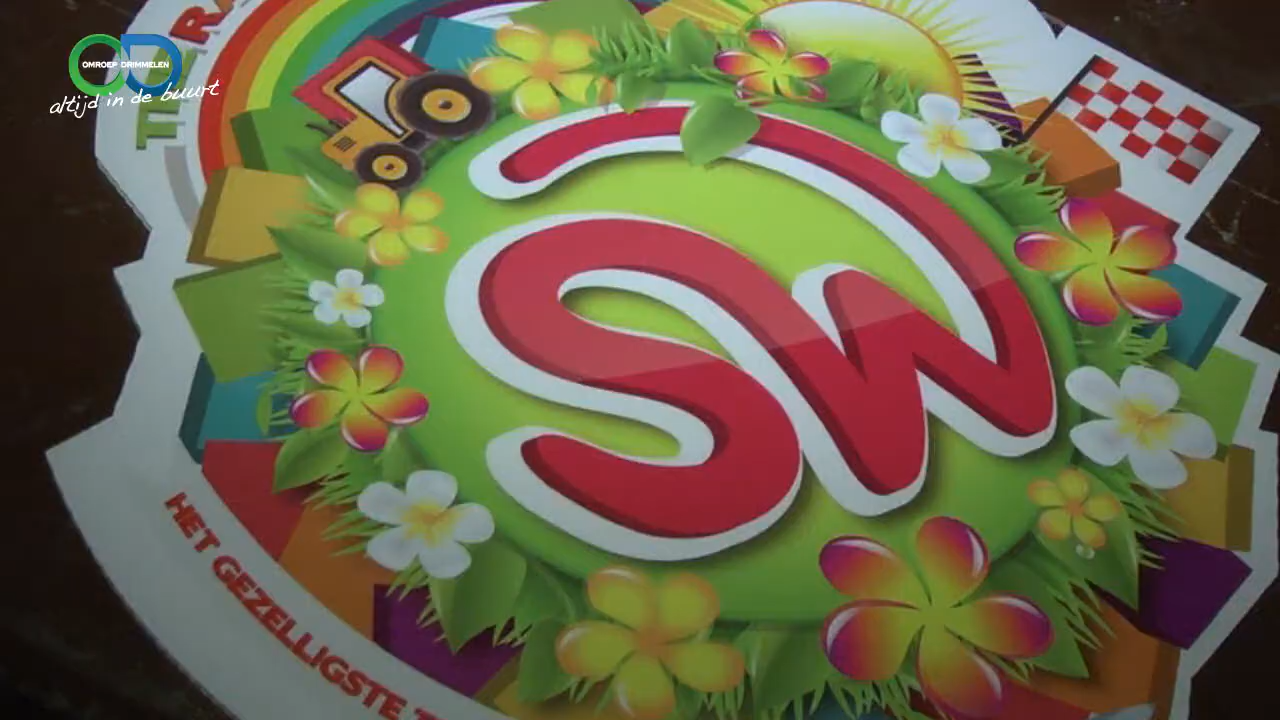 OMROEP DRIMMELEN
altijd in de buurt
SW
HET GEZELLIGSTE